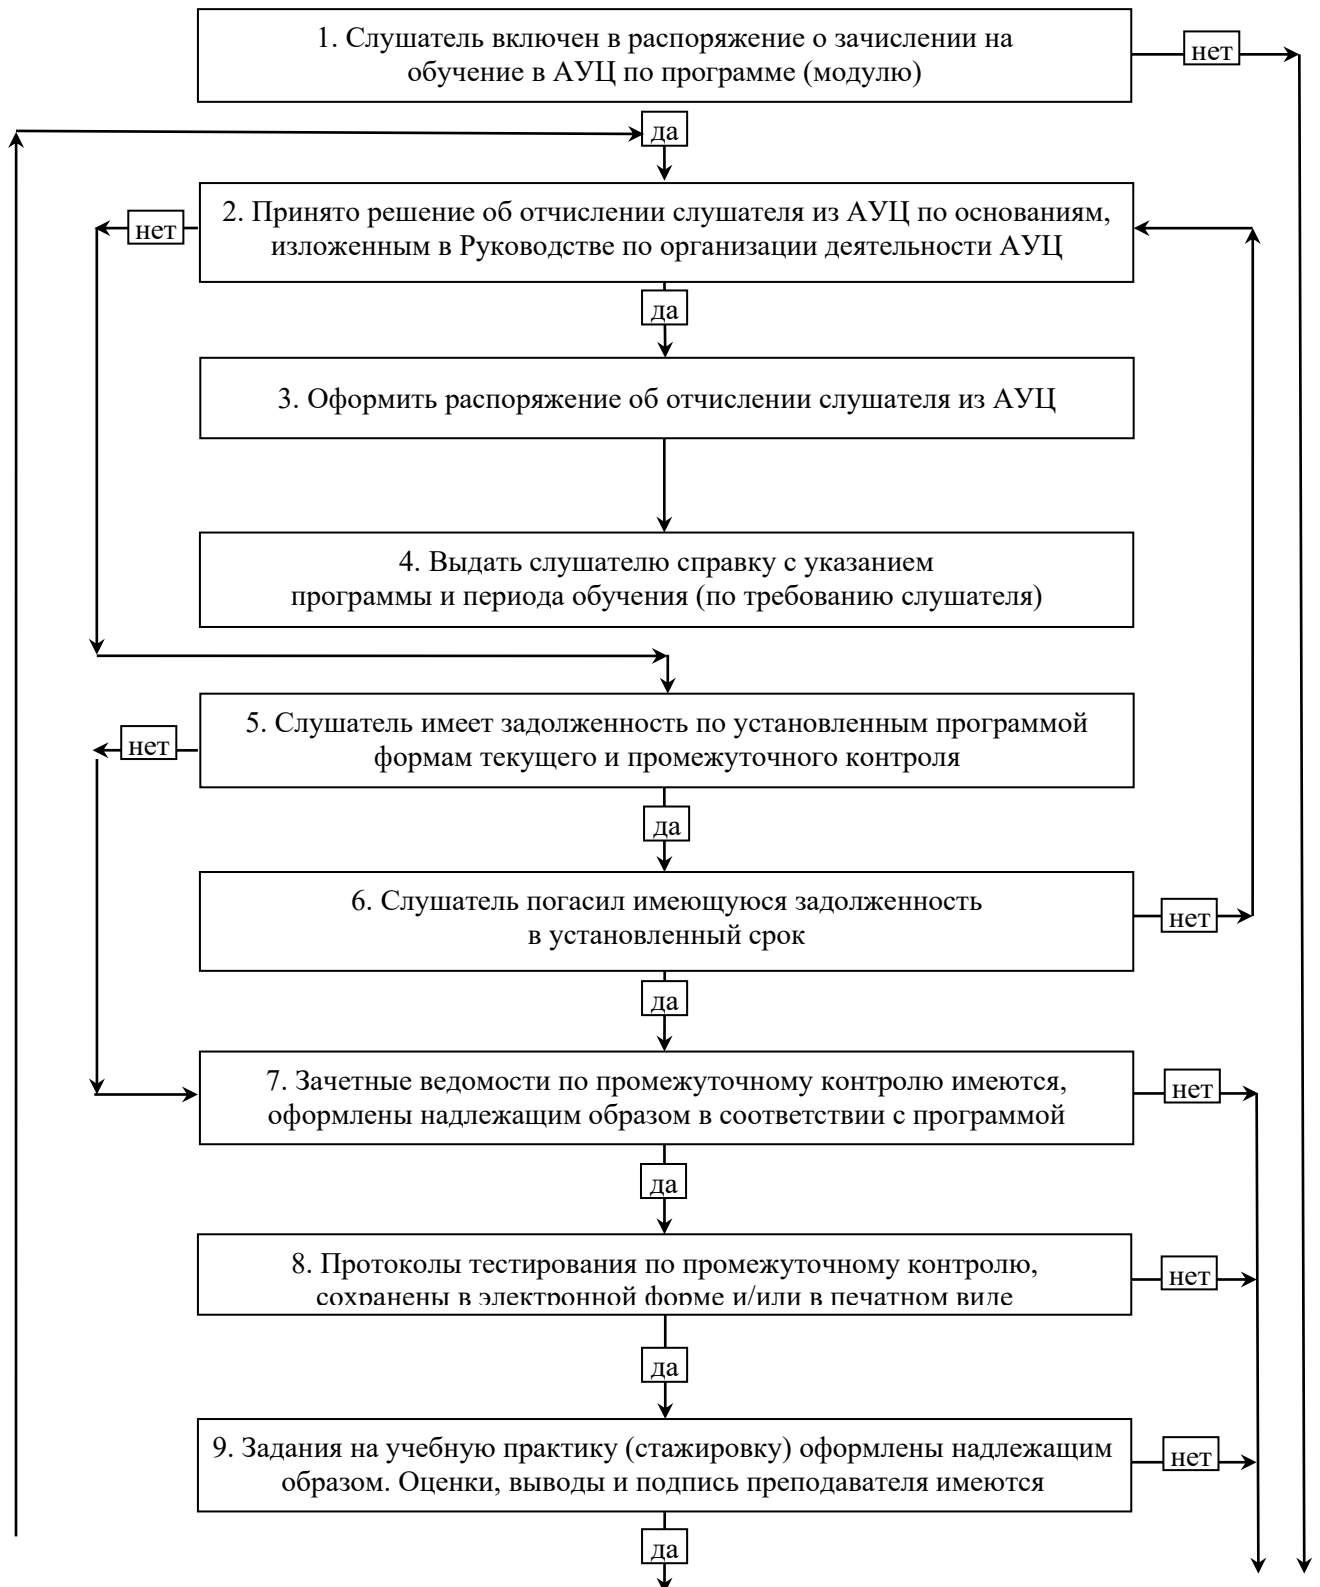 1. Слушатель включен в распоряжение о зачислении на
обучение в АУЦ по программе (модулю)
нет
да
2. Принято решение об отчислении слушателя из АУЦ по основаниям,
изложенным в Руководстве по организации деятельности АУЦ
нет
да
3. Оформить распоряжение об отчислении слушателя из АУЦ
4. Выдать слушателю справку с указанием
программы и периода обучения (по требованию слушателя)
5. Слушатель имеет задолженность по установленным программой
формам текущего и промежуточного контроля
нет
да
6. Слушатель погасил имеющуюся задолженность
в установленный срок
нет
да
7. Зачетные ведомости по промежуточному контролю имеются,
оформлены надлежащим образом в соответствии с программой
нет
да
8. Протоколы тестирования по промежуточному контролю,
сохранены в электронной форме и/или в печатном виде
нет
да
9. Задания на учебную практику (стажировку) оформлены надлежащим
образом. Оценки, выводы и подпись преподавателя имеются
нет
да